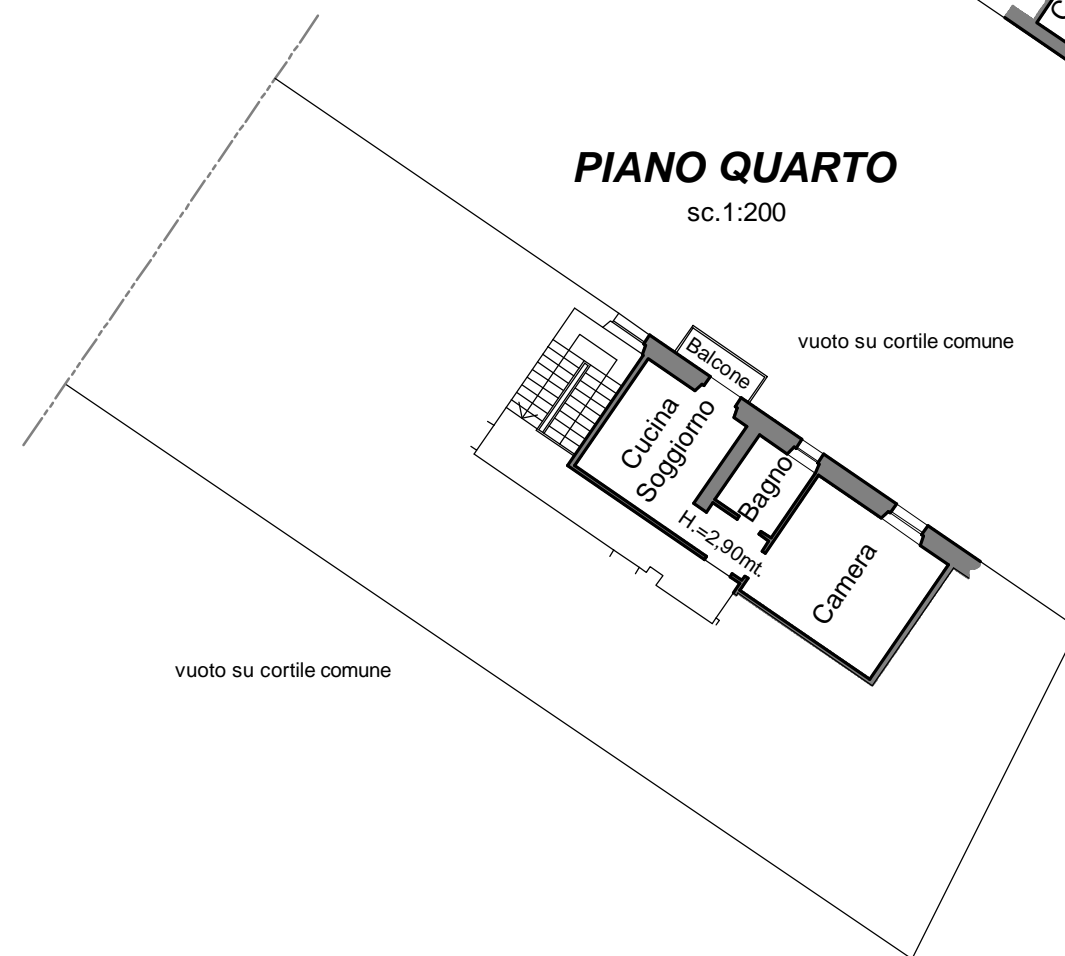 PIANO QUARTO
sc.1:200
vuoto su cortile comune
Balcone
Cucina
Soggiorno
Bagno
H.=2,90mt.
Camera
vuoto su cortile comune